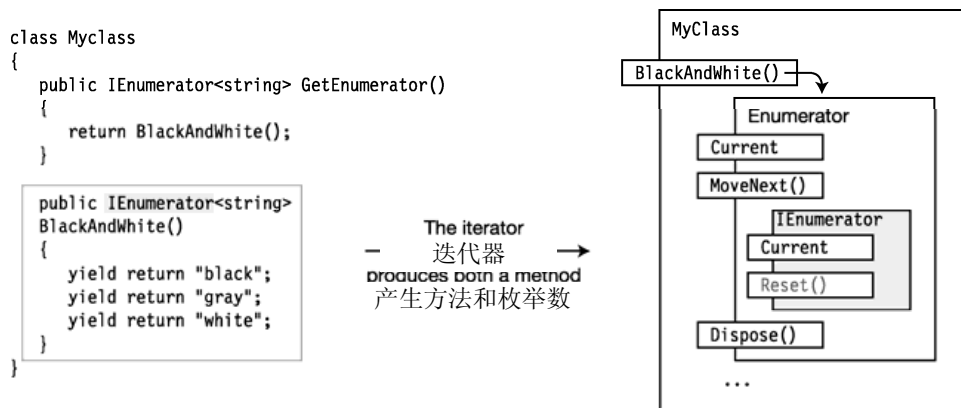 class Myclass
{
public IEnumerator<string> GetEnumerator()
{
return BlackAndWhite();
}
public IEnumerator<string>
BlackAndWhite()
{
yield return "black";
yield return "gray";
yield return "white";
}
}
The iterator
迭代器
produces both a method
产生方法和枚举数
MyClass
BlackAndWhite()
Enumerator
Current
MoveNext()
IEnumerator
Current
Reset()
Dispose()
...